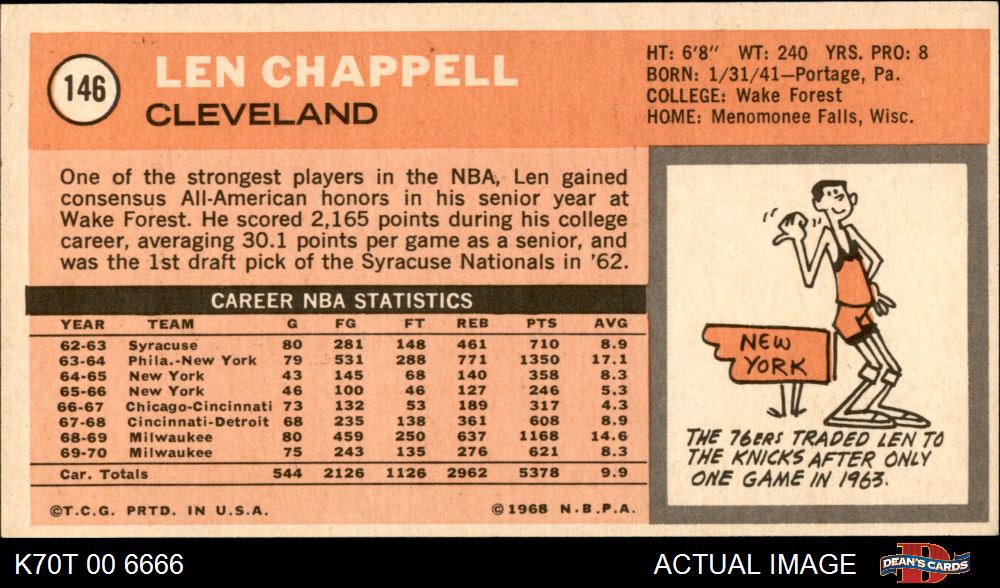 146
LEN CHAPPELL
CLEVELAND
HT: 6'8" WT: 240 YRS. PRO: 8
BORN: 1/31/41—Portage, Pa.
COLLEGE: Wake Forest
HOME: Menomonee Falls, Wisc.
One of the strongest players in the NBA, Len gained
consensus All-American honors in his senior year at
Wake Forest. He scored 2,165 points during his college
career, averaging 30.1 points per game as a senior, and
was the 1st draft pick of the Syracuse Nationals in '62.
CAREER NBA STATISTICS
YEAR TEAM G FG FT REB PTS AVG
62-63 Syracuse 80 281 148 461 710 8.9
63-64 Phila.-New York 79 531 288 771 1350 17.1
64-65 New York 43 145 68 140 358 8.3
65-66 New York 46 100 46 127 246 5.3
66-67 Chicago-Cincinnati 73 132 53 189 317 4.3
67-68 Cincinnati-Detroit 68 235 138 361 608 8.9
68-69 Milwaukee 80 459 250 637 1168 14.6
69-70 Milwaukee 75 243 135 276 621 8.3
Car. Totals 544 2126 1126 2962 5378 9.9
©T.C.G. PRTD. IN U.S.A. ©1968 N.B.P.A.
NEW
YORK
THE 76ERS TRADED LEN TO
THE KNICKS AFTER ONLY
ONE GAME IN 1963.
K70T 00 6666 ACTUAL IMAGE DEAN'S CARDS